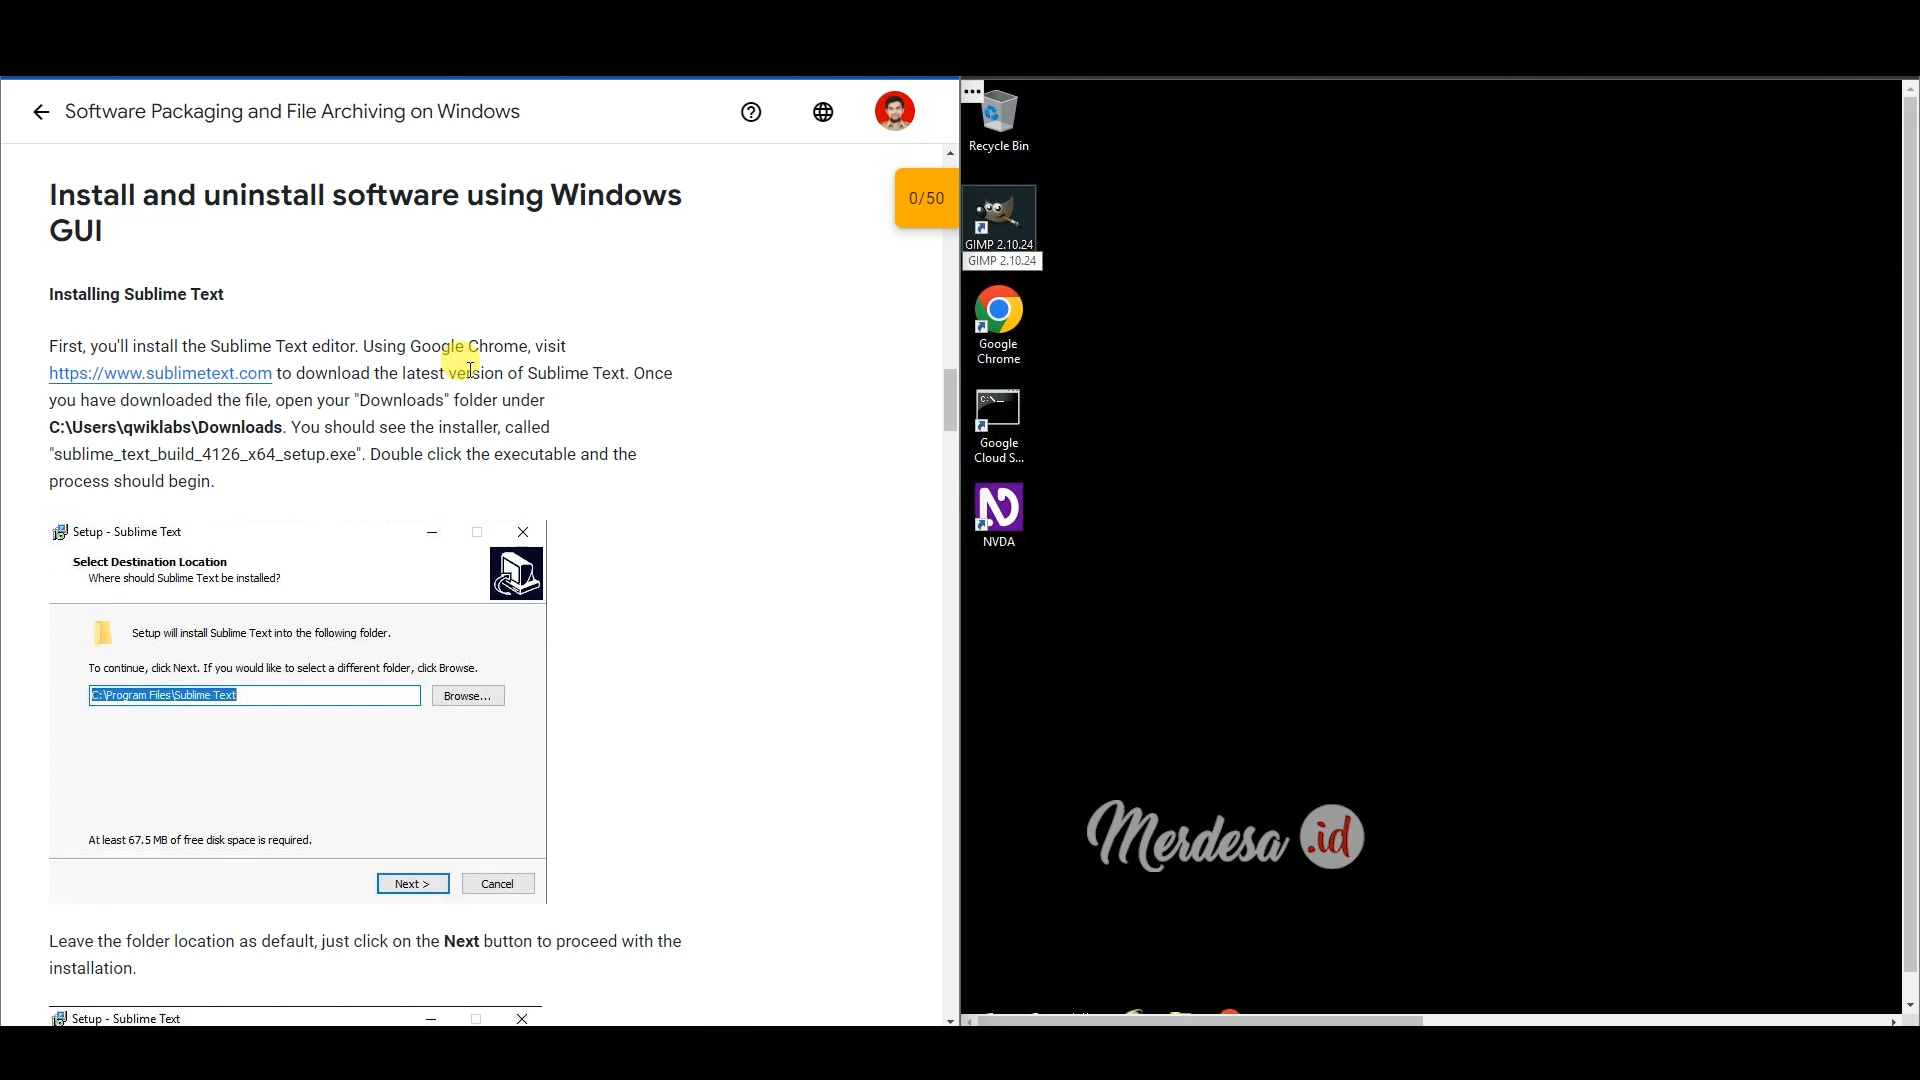 Software Packaging and File Archiving on Windows
Install and uninstall software using Windows
GUI
0/50
Installing Sublime Text
First, you'll install the Sublime Text editor. Using Google Chrome, visit
https://www.sublimetext.com to download the latest version of Sublime Text. Once
you have downloaded the file, open your "Downloads" folder under
C:\Users\qwiklabs\Downloads. You should see the installer, called
"sublime_text_build_4126_x64_setup.exe". Double click the executable and the
process should begin.
Setup - Sublime Text
Select Destination Location
Where should Sublime Text be installed?
Setup will install Sublime Text into the following folder.
To continue, click Next. If you would like to select a different folder, click Browse.
C:\Program Files\Sublime Text
Browse...
At least 67.5 MB of free disk space is required.
Next >
Cancel
Leave the folder location as default, just click on the Next button to proceed with the
installation.
Setup - Sublime Text
Recycle Bin
GIMP 2.10.24
GIMP 2.10.24
Google
Chrome
C:\_
Google
Cloud S...
NVDA
Merdesa .id